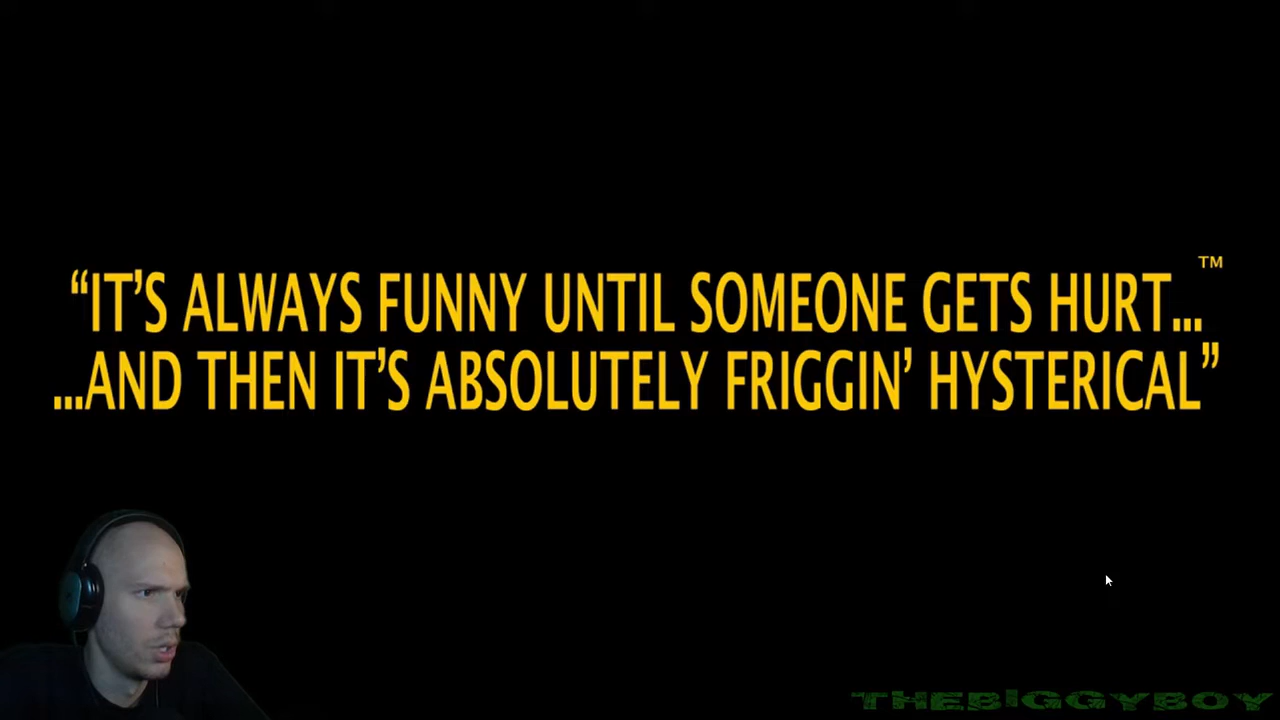 “IT’S ALWAYS FUNNY UNTIL SOMEONE GETS HURT...™
...AND THEN IT’S ABSOLUTELY FRIGGIN’ HYSTERICAL”
THEBIGGYBOY